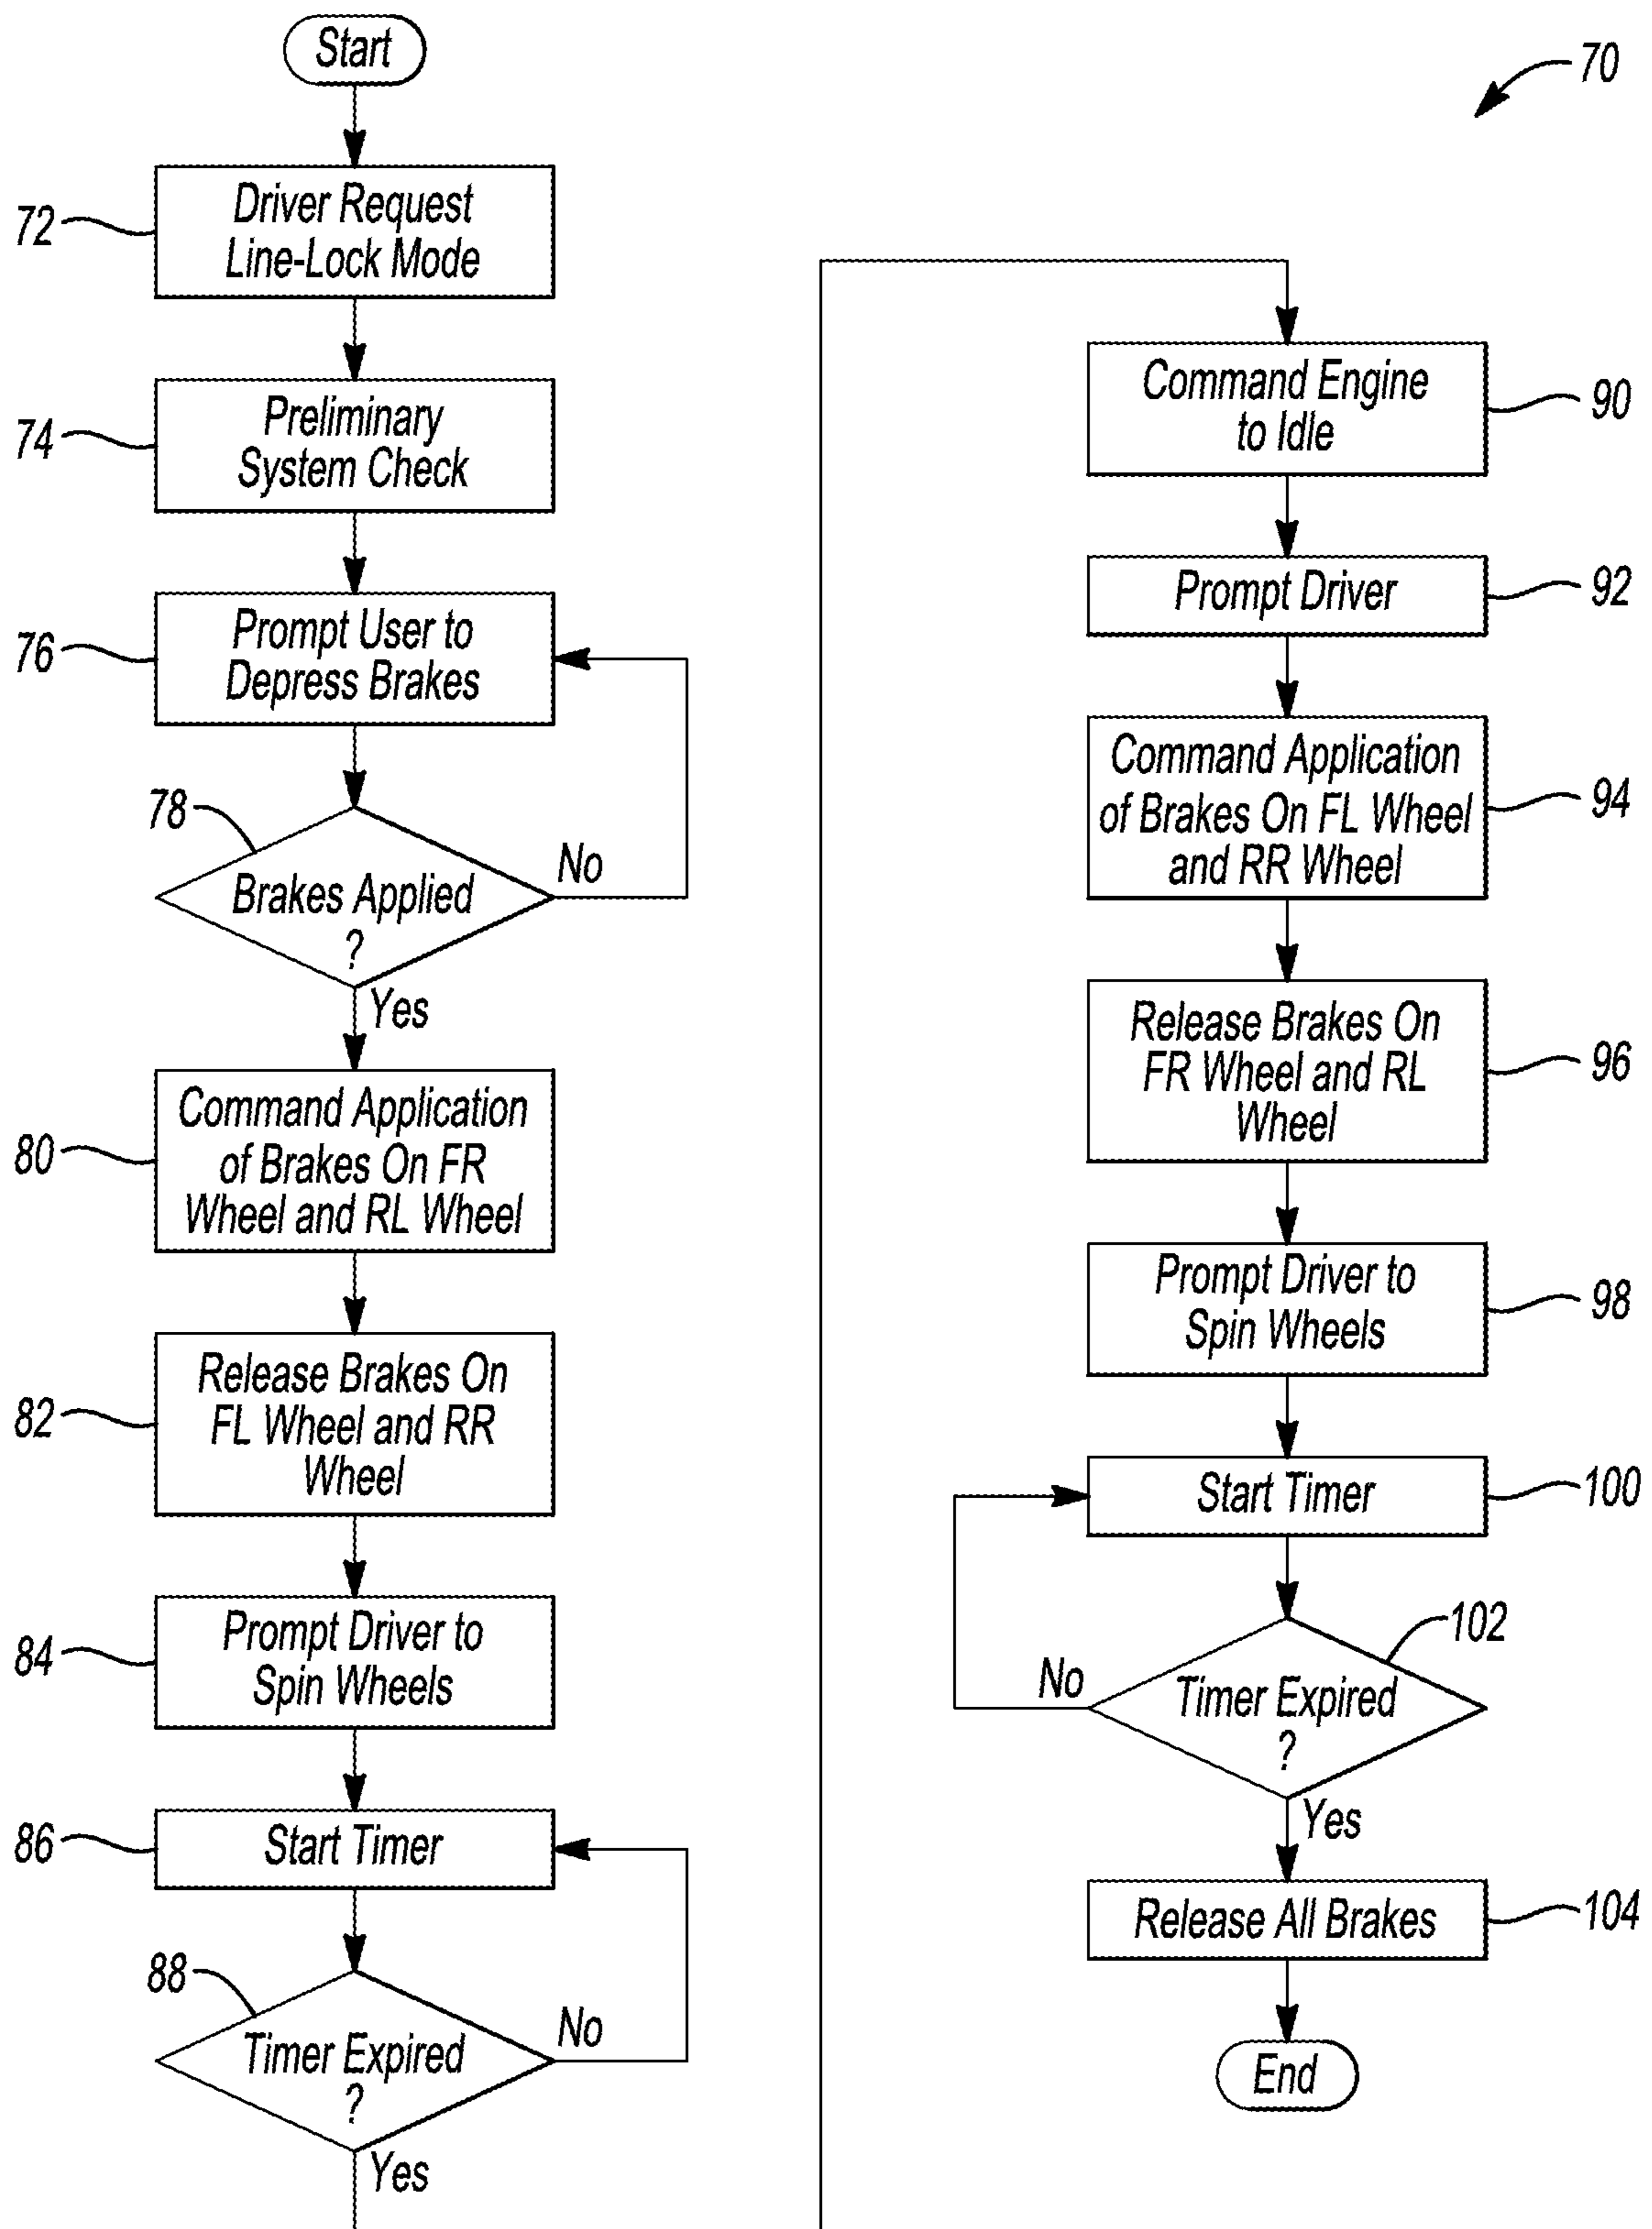 Start
70
72
Driver Request
Line-Lock Mode
74
Preliminary
System Check
76
Prompt User to
Depress Brakes
78
Brakes Applied
?
No
Yes
80
Command Application
of Brakes On FR
Wheel and RL Wheel
82
Release Brakes On
FL Wheel and RR
Wheel
84
Prompt Driver to
Spin Wheels
86
Start Timer
88
Timer Expired
?
No
Yes
Command Engine
to Idle
90
Prompt Driver
92
Command Application
of Brakes On FL Wheel
and RR Wheel
94
Release Brakes On
FR Wheel and RL
Wheel
96
Prompt Driver to
Spin Wheels
98
Start Timer
100
102
Timer Expired
?
No
Yes
Release All Brakes
104
End